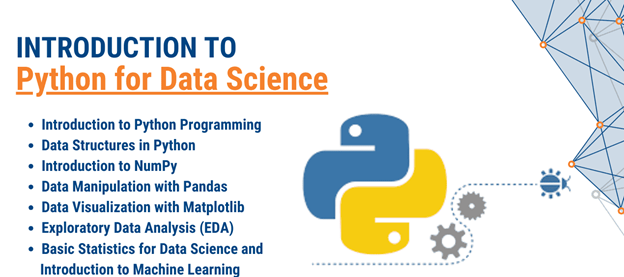 INTRODUCTION TO
Python for Data Science
• Introduction to Python Programming
• Data Structures in Python
• Introduction to NumPy
• Data Manipulation with Pandas
• Data Visualization with Matplotlib
• Exploratory Data Analysis (EDA)
• Basic Statistics for Data Science and
Introduction to Machine Learning